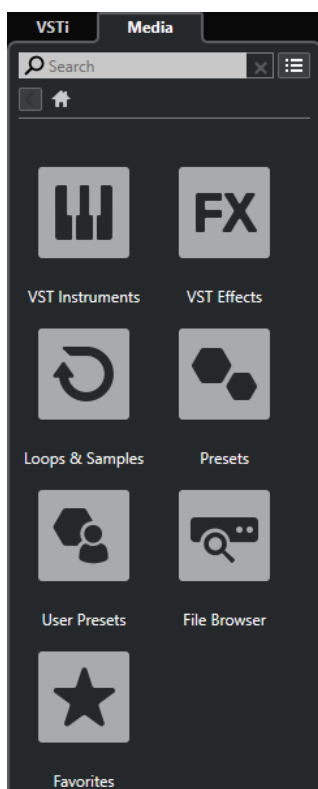 VSTi Media
Search
FX
VST Instruments VST Effects
Loops & Samples Presets
User Presets File Browser
Favorites